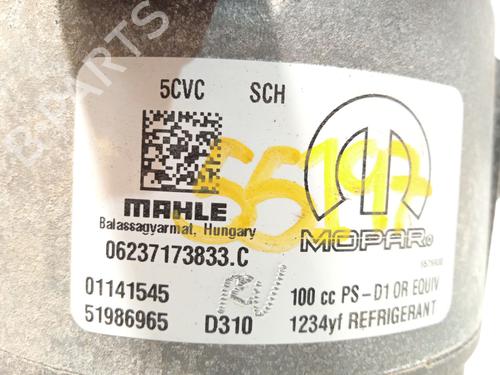 B-PARTS
5CVC SCH
55197
MAHLE
Balassagyarmat, Hungary
MOPAR
06237173833.C
01141545 100 cc PS-D1 OR EQUIV
51986965 D310 1234yf REFRIGERANT